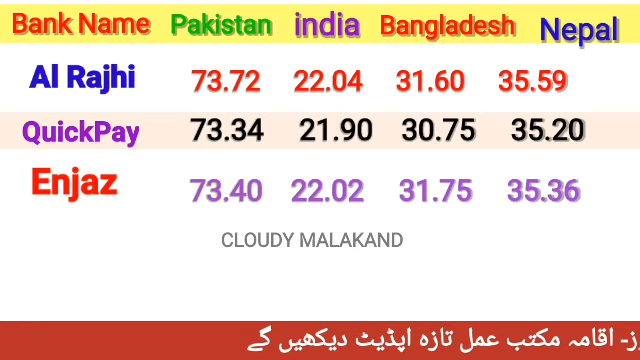 Bank Name Pakistan india Bangladesh Nepal
Al Rajhi 73.72 22.04 31.60 35.59
QuickPay 73.34 21.90 30.75 35.20
Enjaz 73.40 22.02 31.75 35.36
CLOUDY MALAKAND
اقامہ مکتب عمل تازہ اپڈیٹ دیکھیں گے